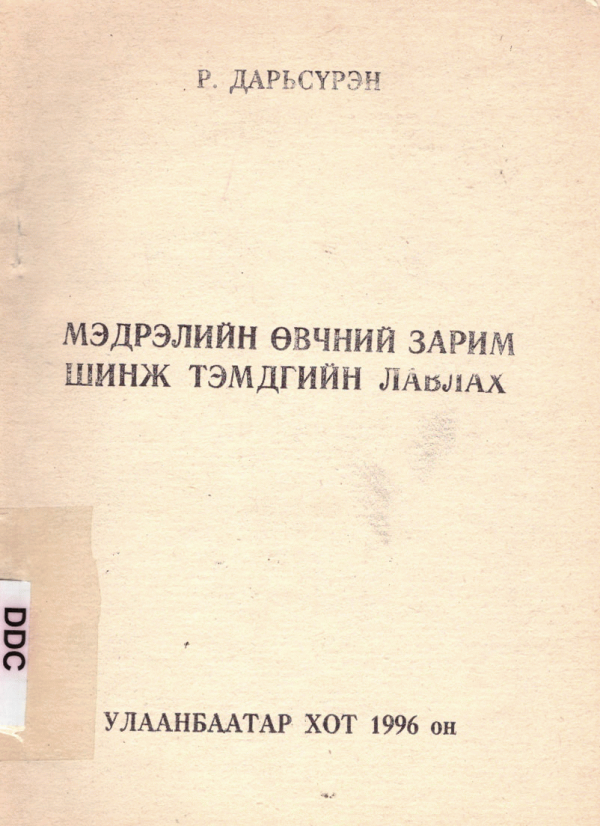 Р. ДАРЬСҮРЭН
МЭДРЭЛИЙН ӨВЧНИЙ ЗАРИМ
ШИНЖ ТЭМДГИЙН ЛАВЛАХ
DDC
УЛААНБААТАР ХОТ 1996 он